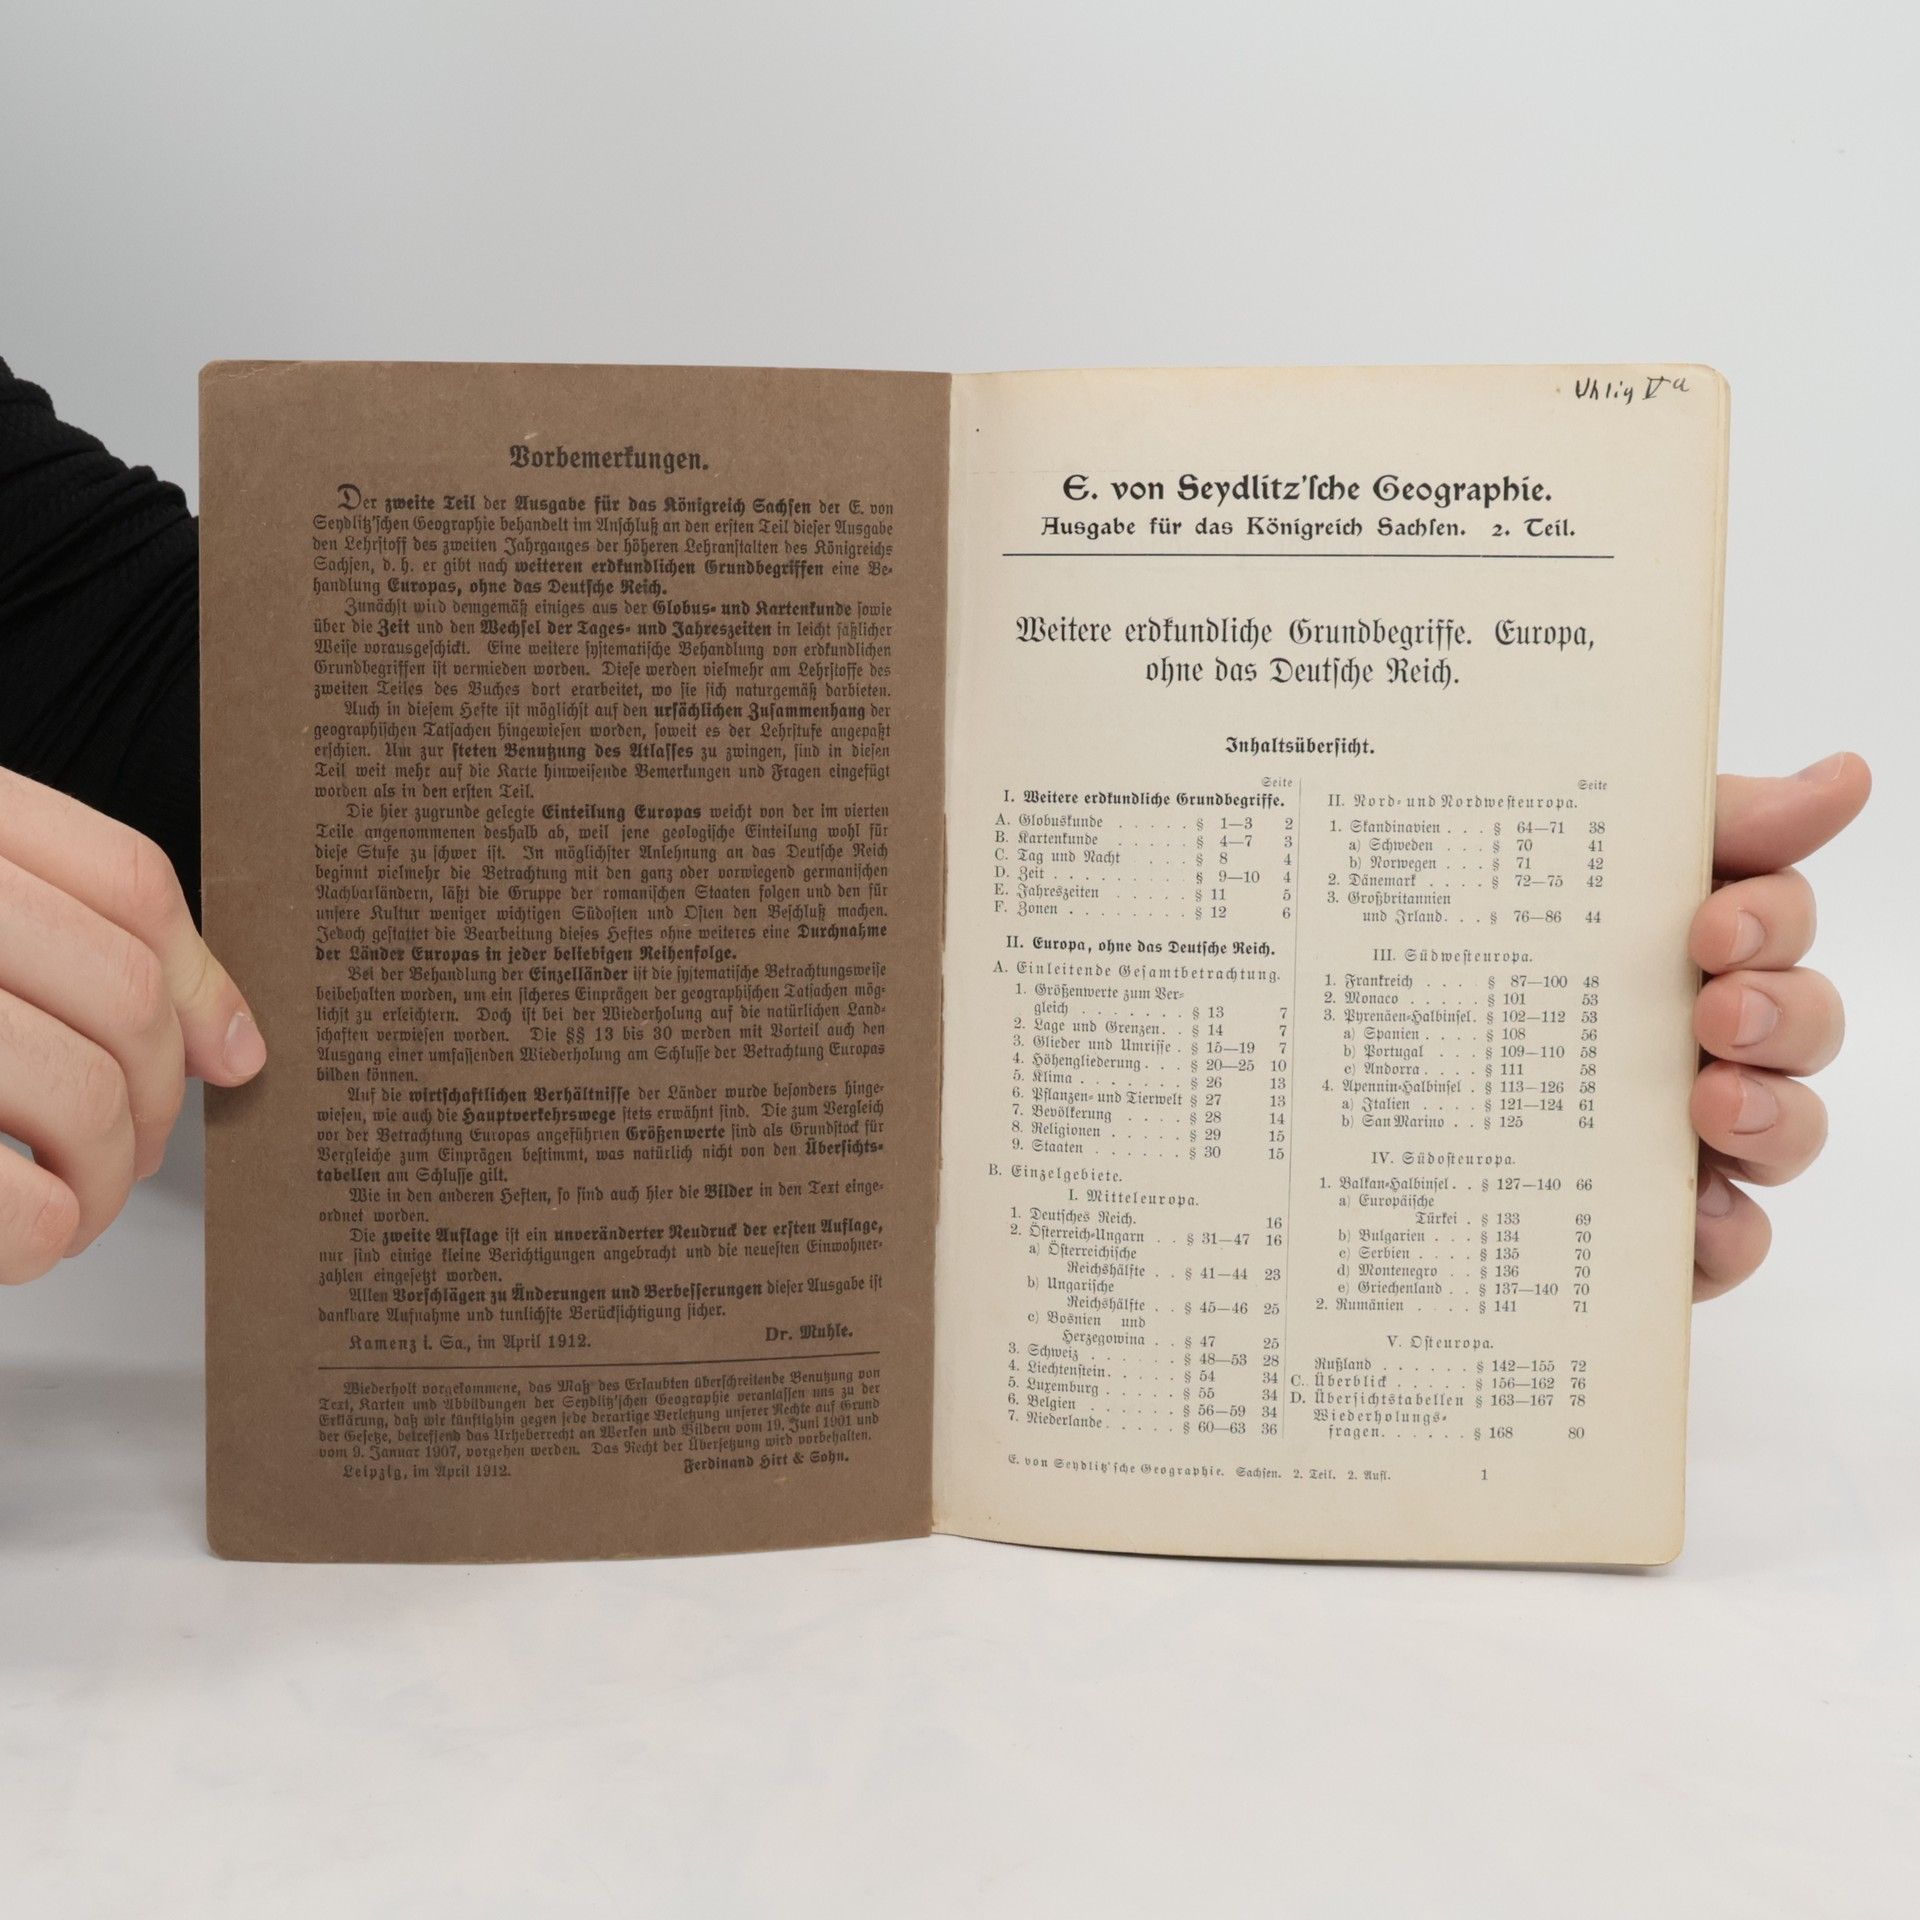 Vorbemerkungen.
Der zweite Teil der Ausgabe für das Königreich Sachsen der E. von
Seydlitz'schen Geographie behandelt im Anschluß an den ersten Teil dieser Ausgabe
den Lehrstoff des zweiten Jahrganges der höheren Lehranstalten des Königreichs
Sachsen, d. h. er gibt nach weiteren erdkundlichen Grundbegriffen eine Be-
handlung Europas, ohne das Deutsche Reich.
Zunächst wird demgemäß einiges aus der Globus- und Kartenkunde sowie
über die Zeit und den Wechsel der Tages- und Jahreszeiten in leicht faßlicher
Weise vorausgeschickt. Eine weitere systematische Behandlung von erdkundlichen
Grundbegriffen ist vermieden worden. Diese werden vielmehr am Lehrstoffe des
zweiten Teiles des Buches dort erarbeitet, wo sie sich naturgemäß darbieten.
Auch in diesem Hefte ist möglichst auf den ursächlichen Zusammenhang der
geographischen Tatsachen hingewiesen worden, soweit es der Lehrstufe angepaßt
erschien. Um zur steten Benutzung des Atlasses zu zwingen, sind in diesen
Teil weit mehr auf die Karte hinweisende Bemerkungen und Fragen eingefügt
worden als in den ersten Teil.
Die hier zugrunde gelegte Einteilung Europas weicht von der im vierten
Teile angenommenen deshalb ab, weil jene geologische Einteilung wohl für
diese Stufe zu schwer ist. In möglichster Anlehnung an das Deutsche Reich
beginnt vielmehr die Betrachtung mit den ganz oder vorwiegend germanischen
Nachbarländern, läßt die Gruppe der romanischen Staaten folgen und den für
unsere Kultur weniger wichtigen Südosten und Osten den Beschluß machen.
Jedoch gestattet die Bearbeitung dieses Heftes ohne weiteres eine Durchnahme
der Länder Europas in jeder beliebigen Reihenfolge.
Bei der Behandlung der Einzelländer ist die systematische Betrachtungsweise
beibehalten worden, um ein sicheres Einprägen der geographischen Tatsachen mög-
lichst zu erleichtern. Doch ist bei der Wiederholung auf die natürlichen Land-
schaften verwiesen worden. Die §§ 13 bis 30 werden mit Vorteil auch den
Ausgang einer umfassenden Wiederholung am Schlusse der Betrachtung Europas
bilden können.
Auf die wirtschaftlichen Verhältnisse der Länder wurde besonders hinge-
wiesen, wie auch die Hauptverkehrswege stets erwähnt sind. Die zum Vergleich
vor der Betrachtung Europas angeführten Größenwerte sind als Grundstock für
Vergleiche zum Einprägen bestimmt, was natürlich nicht von den Übersichts-
tabellen am Schlusse gilt.
Wie in den anderen Heften, so sind auch hier die Bilder in den Text einge-
ordnet worden.
Die zweite Auflage ist ein unveränderter Neudruck der ersten Auflage,
nur sind einige kleine Berichtigungen angebracht und die neuesten Einwohner-
zahlen eingesetzt worden.
Allen Vorschlägen zu Änderungen und Verbesserungen dieser Ausgabe ist
dankbare Aufnahme und tunlichste Berücksichtigung sicher.
Kamenz i. Sa., im April 1912. Dr. Muhle.
Wiederholt vorgekommene, das Maß des Erlaubten überschreitende Benutzung von
Text, Karten und Abbildungen der Seydlitz'schen Geographie veranlassen uns zu der
Erklärung, daß wir künftighin gegen jede derartige Verletzung unserer Rechte auf Grund
der Gesetze, betreffend das Urheberrecht an Werken und Bildern vom 19. Juni 1901 und
vom 9. Januar 1907, vorgehen werden. Das Recht der Übersetzung wird vorbehalten.
Leipzig, im April 1912. Ferdinand Hirt & Sohn.
Uhlig Va
E. von Seydlitz'sche Geographie.
Ausgabe für das Königreich Sachsen. 2. Teil.
Weitere erdkundliche Grundbegriffe. Europa,
ohne das Deutsche Reich.
Inhaltsübersicht.
Seite
I. Weitere erdkundliche Grundbegriffe.
A. Globuskunde . . . . . § 1—3 2
B. Kartenkunde . . . . . § 4—7 3
C. Tag und Nacht . . . . § 8 4
D. Zeit . . . . . . . . . § 9—10 4
E. Jahreszeiten . . . . . § 11 5
F. Zonen . . . . . . . . § 12 6
II. Europa, ohne das Deutsche Reich.
A. Einleitende Gesamtbetrachtung.
1. Größenwerte zum Ver-
gleich . . . . . . . § 13 7
2. Lage und Grenzen. . § 14 7
3. Glieder und Umrisse . § 15—19 7
4. Höhengliederung . . . § 20—25 10
5. Klima . . . . . . . § 26 13
6. Pflanzen- und Tierwelt § 27 13
7. Bevölkerung . . . . § 28 14
8. Religionen . . . . . § 29 15
9. Staaten . . . . . . § 30 15
B. Einzelgebiete.
I. Mitteleuropa.
1. Deutsches Reich. 16
2. Österreich-Ungarn . . § 31—47 16
a) Österreichische
Reichshälfte . . § 41—44 23
b) Ungarische
Reichshälfte . . § 45—46 25
c) Bosnien und
Herzegowina . . § 47 25
3. Schweiz . . . . . . § 48—53 28
4. Liechtenstein. . . . . § 54 34
5. Luxemburg . . . . . § 55 34
6. Belgien . . . . . . § 56—59 34
7. Niederlande. . . . . § 60—63 36
Seite
II. Nord- und Nordwesteuropa.
1. Skandinavien . . . § 64—71 38
a) Schweden . . . § 70 41
b) Norwegen . . . § 71 42
2. Dänemark . . . . § 72—75 42
3. Großbritannien
und Irland. . . § 76—86 44
III. Südwesteuropa.
1. Frankreich . . . . § 87—100 48
2. Monaco . . . . . § 101 53
3. Pyrenäen-Halbinsel. § 102—112 53
a) Spanien . . . . § 108 56
b) Portugal . . . § 109—110 58
c) Andorra . . . . § 111 58
4. Apennin-Halbinsel . § 113—126 58
a) Italien . . . . § 121—124 61
b) San Marino . . § 125 64
IV. Südosteuropa.
1. Balkan-Halbinsel . . § 127—140 66
a) Europäische
Türkei . § 133 69
b) Bulgarien . . . § 134 70
c) Serbien . . . . § 135 70
d) Montenegro . . § 136 70
e) Griechenland . . § 137—140 70
2. Rumänien . . . . § 141 71
V. Osteuropa.
Rußland . . . . . . § 142—155 72
C. Überblick . . . . . § 156—162 76
D. Übersichtstabellen § 163—167 78
Wiederholungs-
fragen. . . . . . § 168 80
E. von Seydlitz'sche Geographie. Sachsen. 2. Teil. 2. Aufl. 1